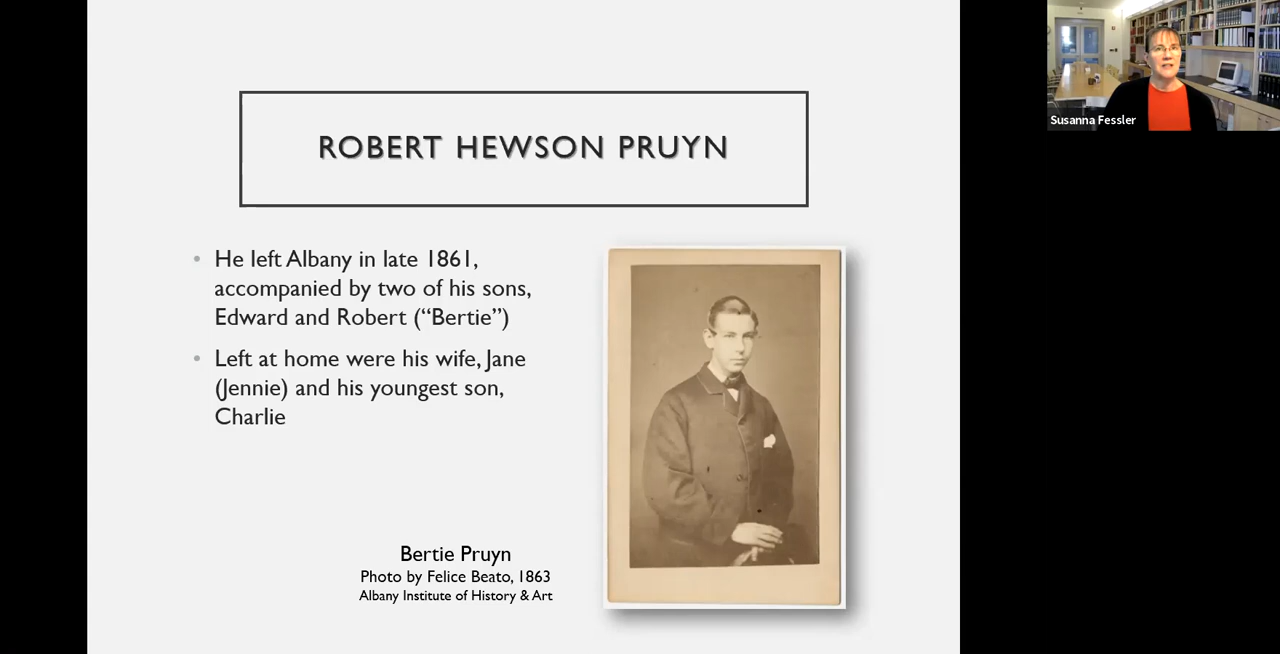 ROBERT HEWSON PRUYN
• He left Albany in late 1861,
accompanied by two of his sons,
Edward and Robert (“Bertie”)
• Left at home were his wife, Jane
(Jennie) and his youngest son,
Charlie
Bertie Pruyn
Photo by Felice Beato, 1863
Albany Institute of History & Art
Susanna Fessler